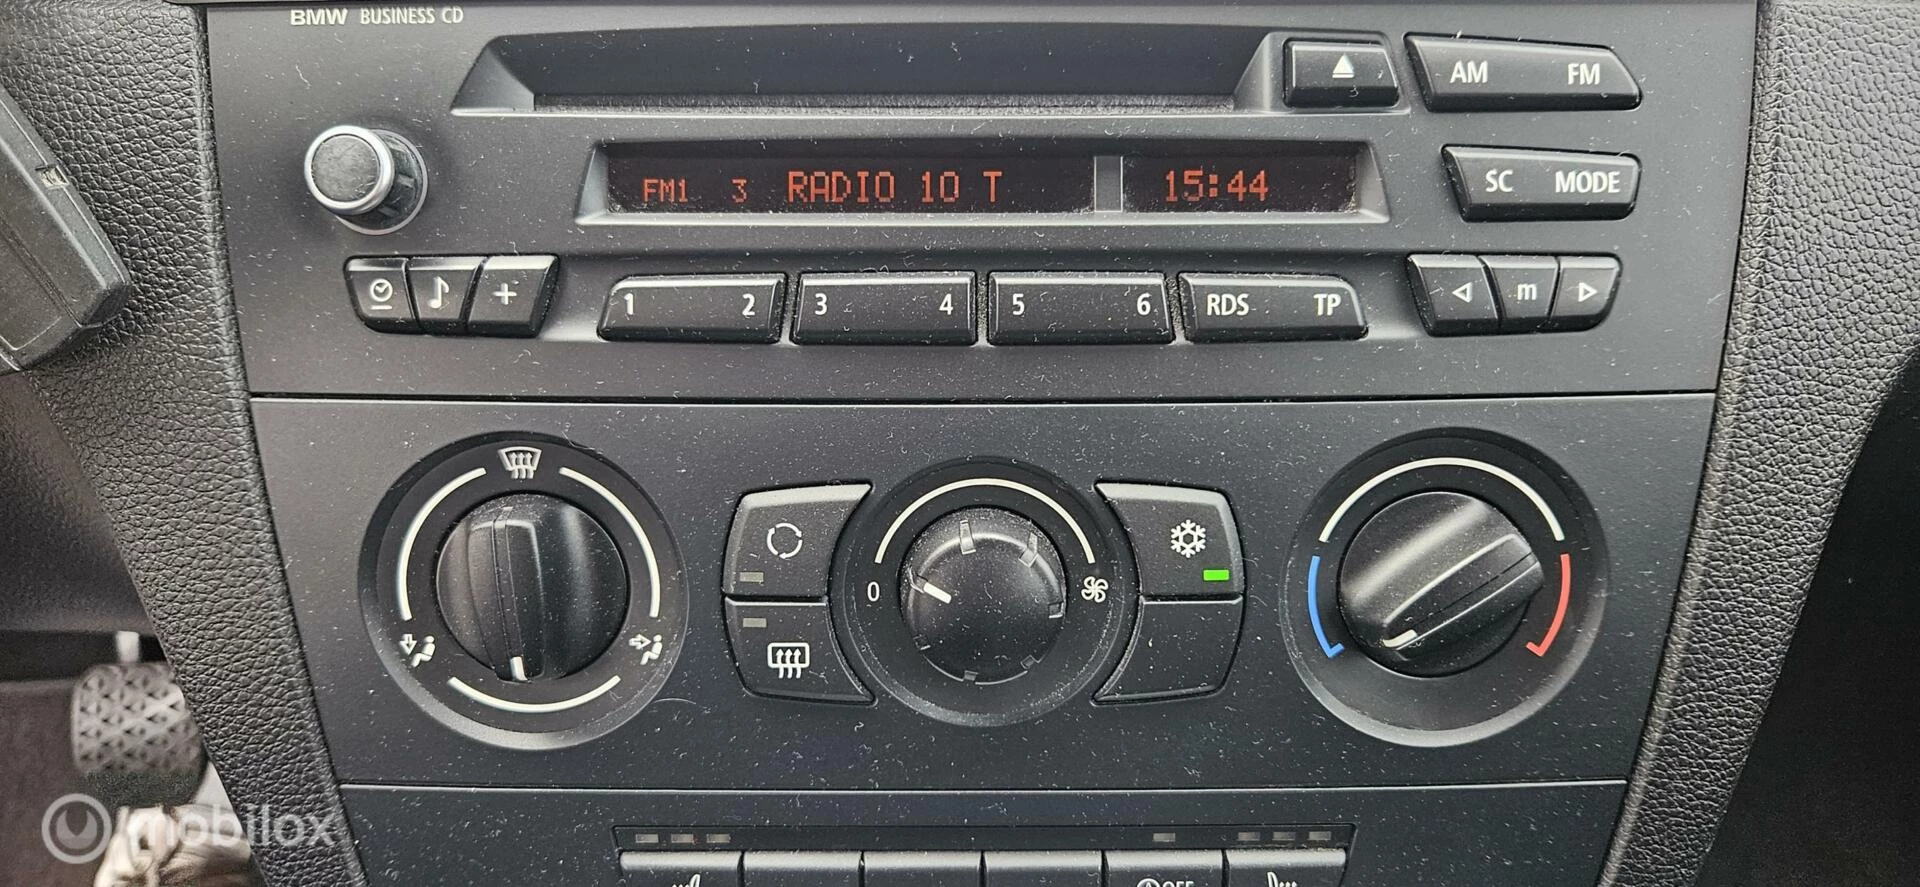 BMW BUSINESS CD
AM FM
FM1 3 RADIO 10 T 15:44
SC MODE
1 2 3 4 5 6 RDS TP m
0
OFF
mobilox